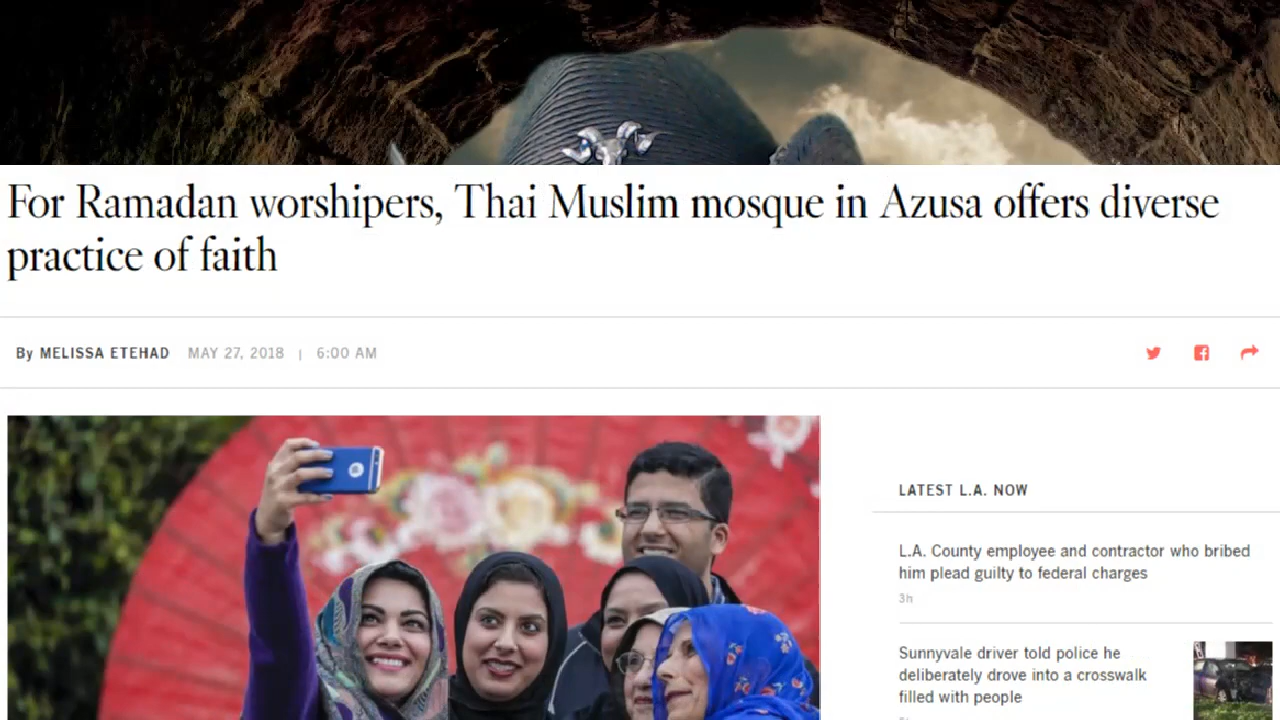 For Ramadan worshipers, Thai Muslim mosque in Azusa offers diverse
practice of faith
By MELISSA ETEHAD MAY 27, 2018 | 6:00 AM
LATEST L.A. NOW
L.A. County employee and contractor who bribed
him plead guilty to federal charges
3h
Sunnyvale driver told police he
deliberately drove into a crosswalk
filled with people